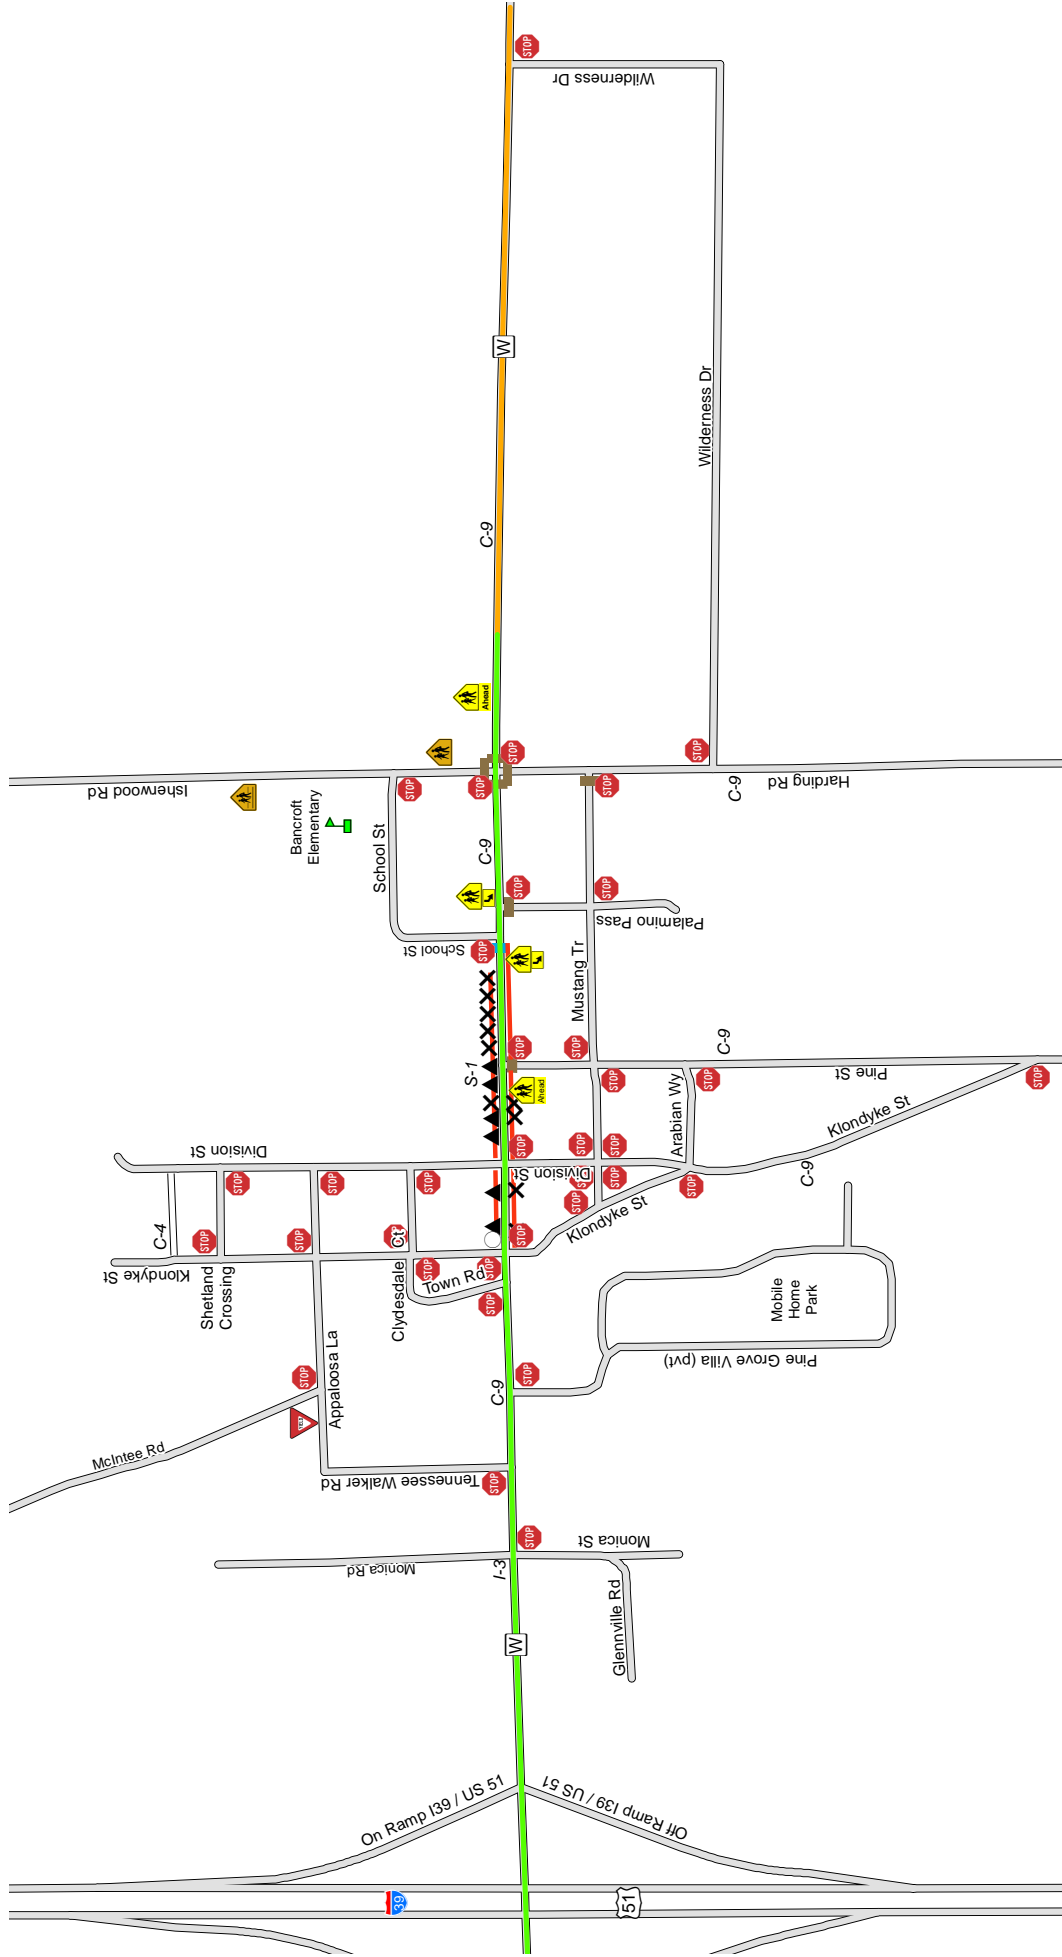 STOP
Wilderness Dr
W
Wilderness Dr
C-9
Ahead
STOP
STOP
STOP
Isherwood Rd
Harding Rd
C-9
STOP
STOP
STOP
Bancroft
Elementary
School St
C-9
STOP
STOP
Palamino Pass
School St
STOP
Mustang Tr
S-1
STOP
STOP
C-9
Pine St
STOP
STOP
STOP
Ahead
Arabian Wy
Klondyke St
Division St
STOP
STOP
STOP
Division St
STOP
STOP
STOP
STOP
STOP
STOP
STOP
C-9
C-4
STOP
STOP
STOP
Ct
STOP
Klondyke St
Klondyke St
Shetland
Crossing
Clydesdale
STOP
STOP
Town Rd
STOP
Mobile
Home
Park
Pine Grove Villa (pvt)
Appaloosa La
STOP
STOP
C-9
McIntee Rd
Tennessee Walker Rd
STOP
STOP
Monica St
Monica Rd
I-3
Glennville Rd
W
On Ramp I39 / US 51
Off Ramp I39 / US 51
39
51